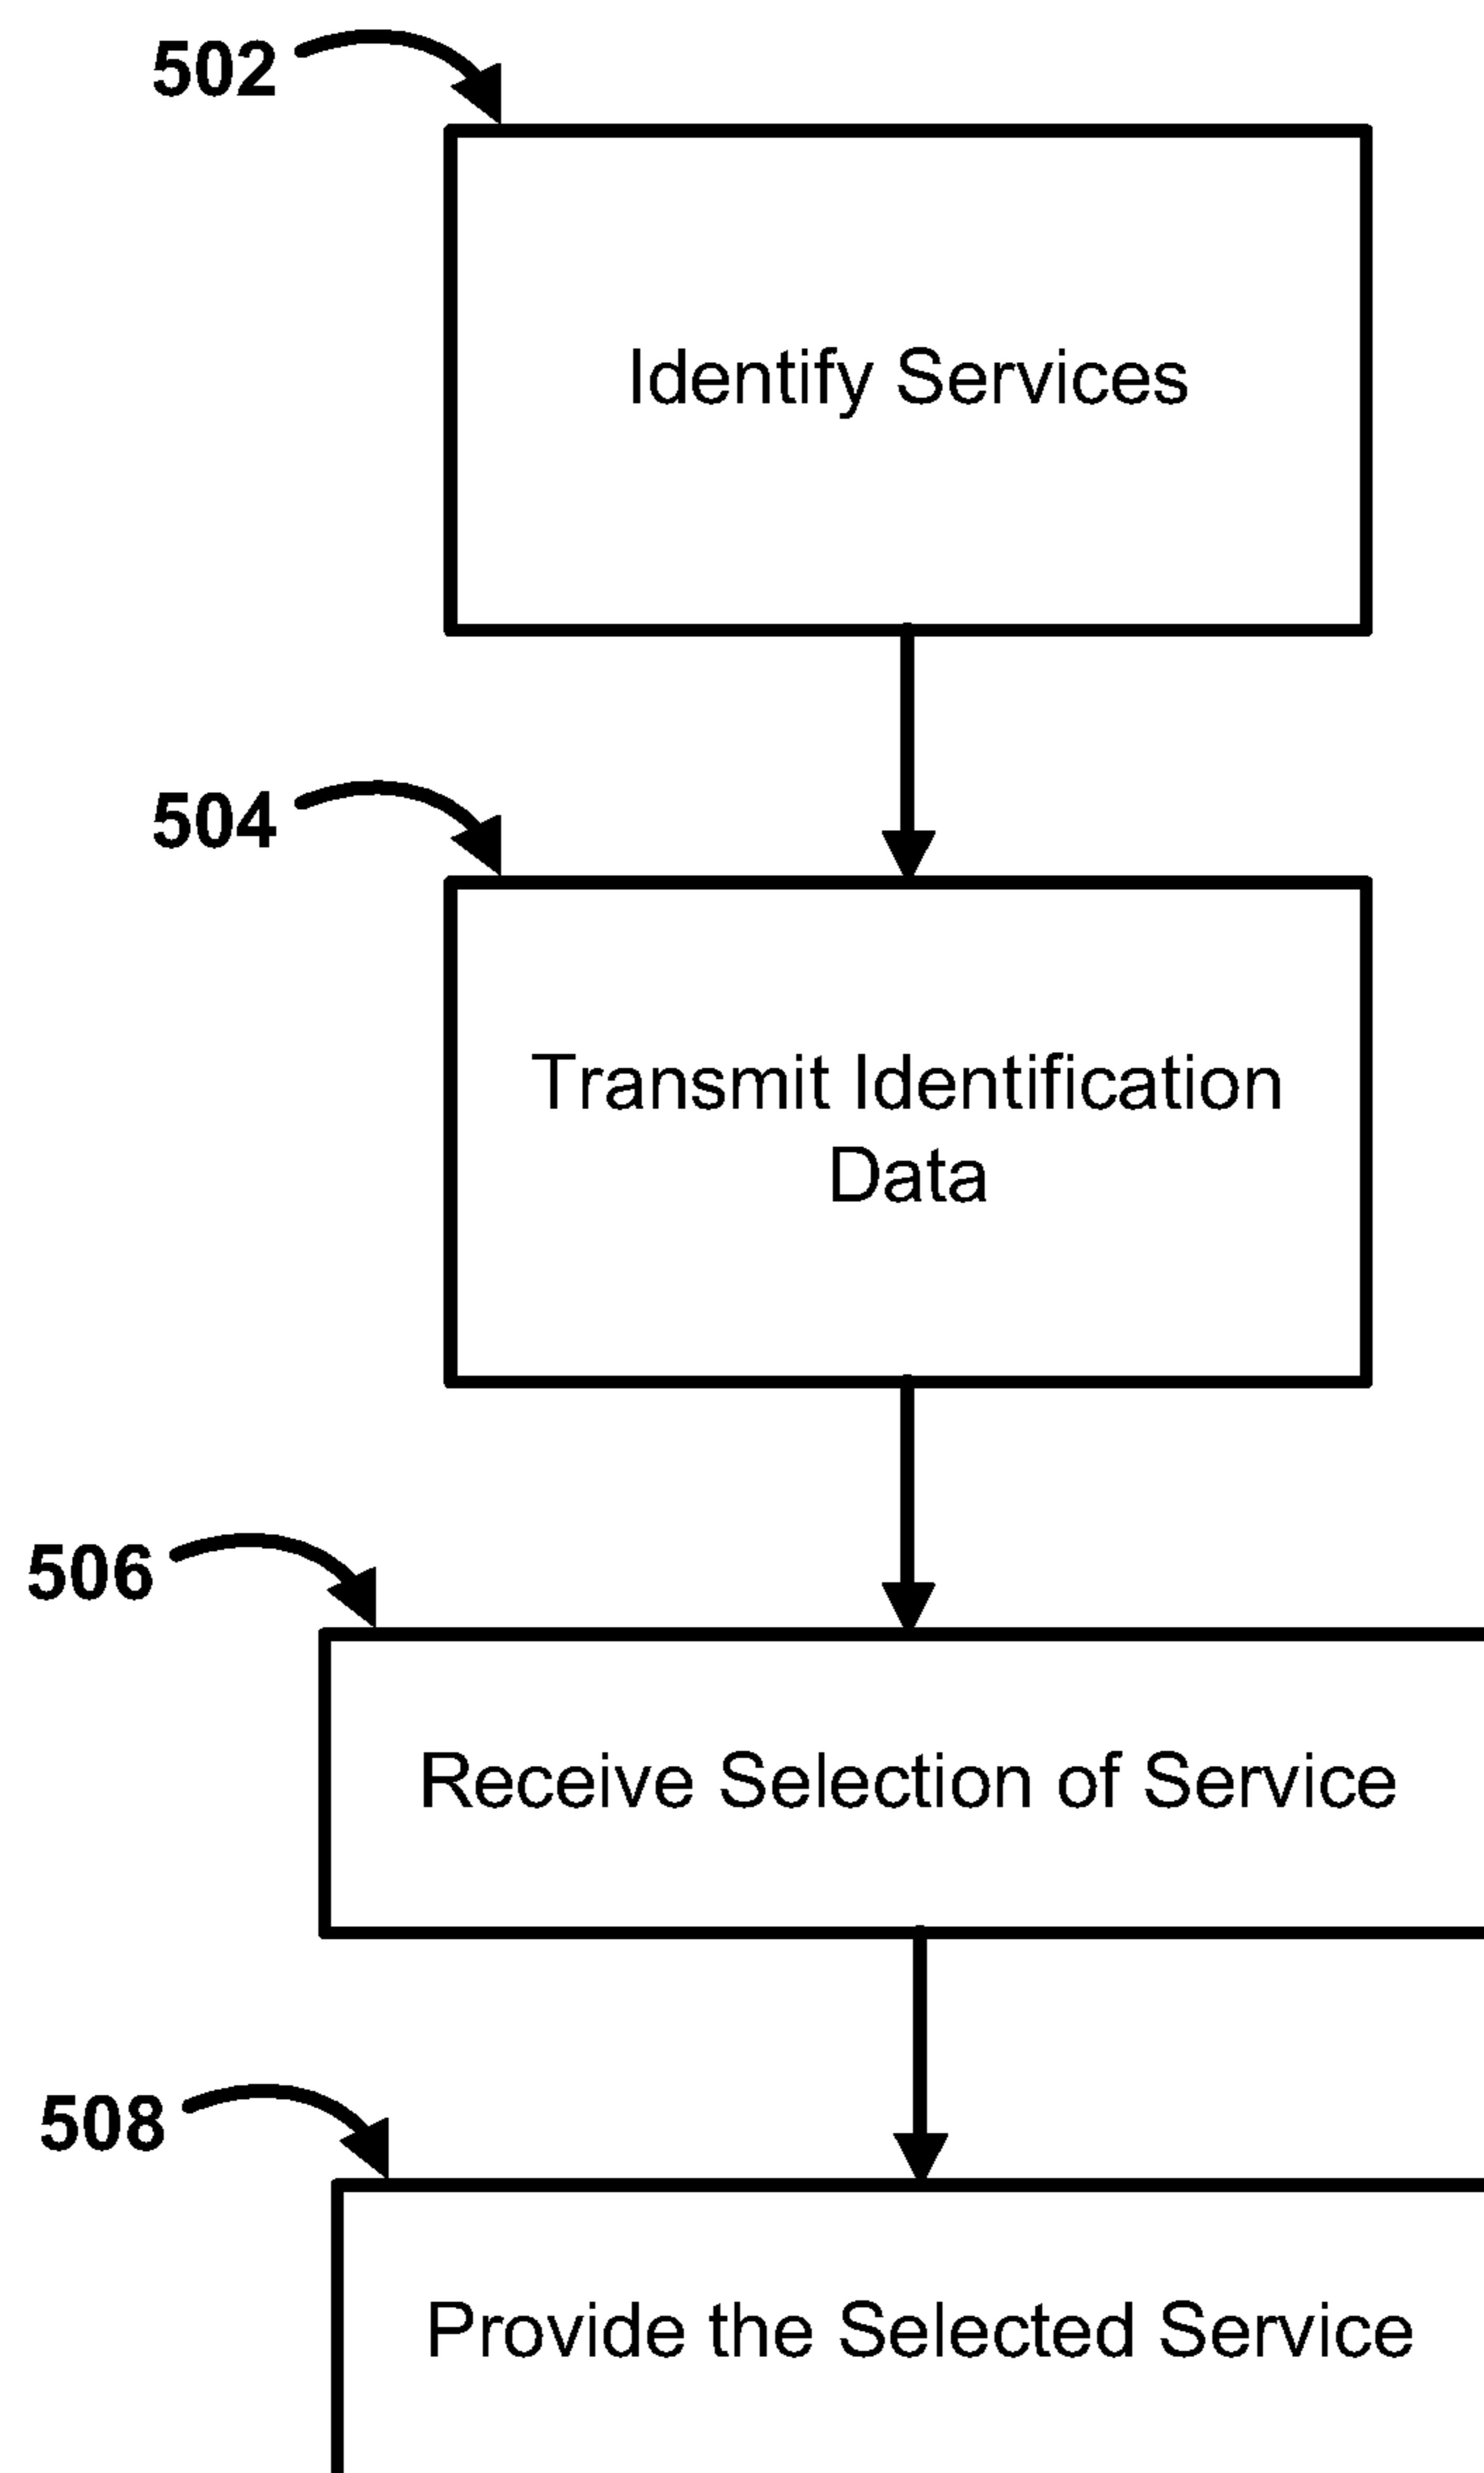 502
Identify Services
504
Transmit Identification
Data
506
Receive Selection of Service
508
Provide the Selected Service